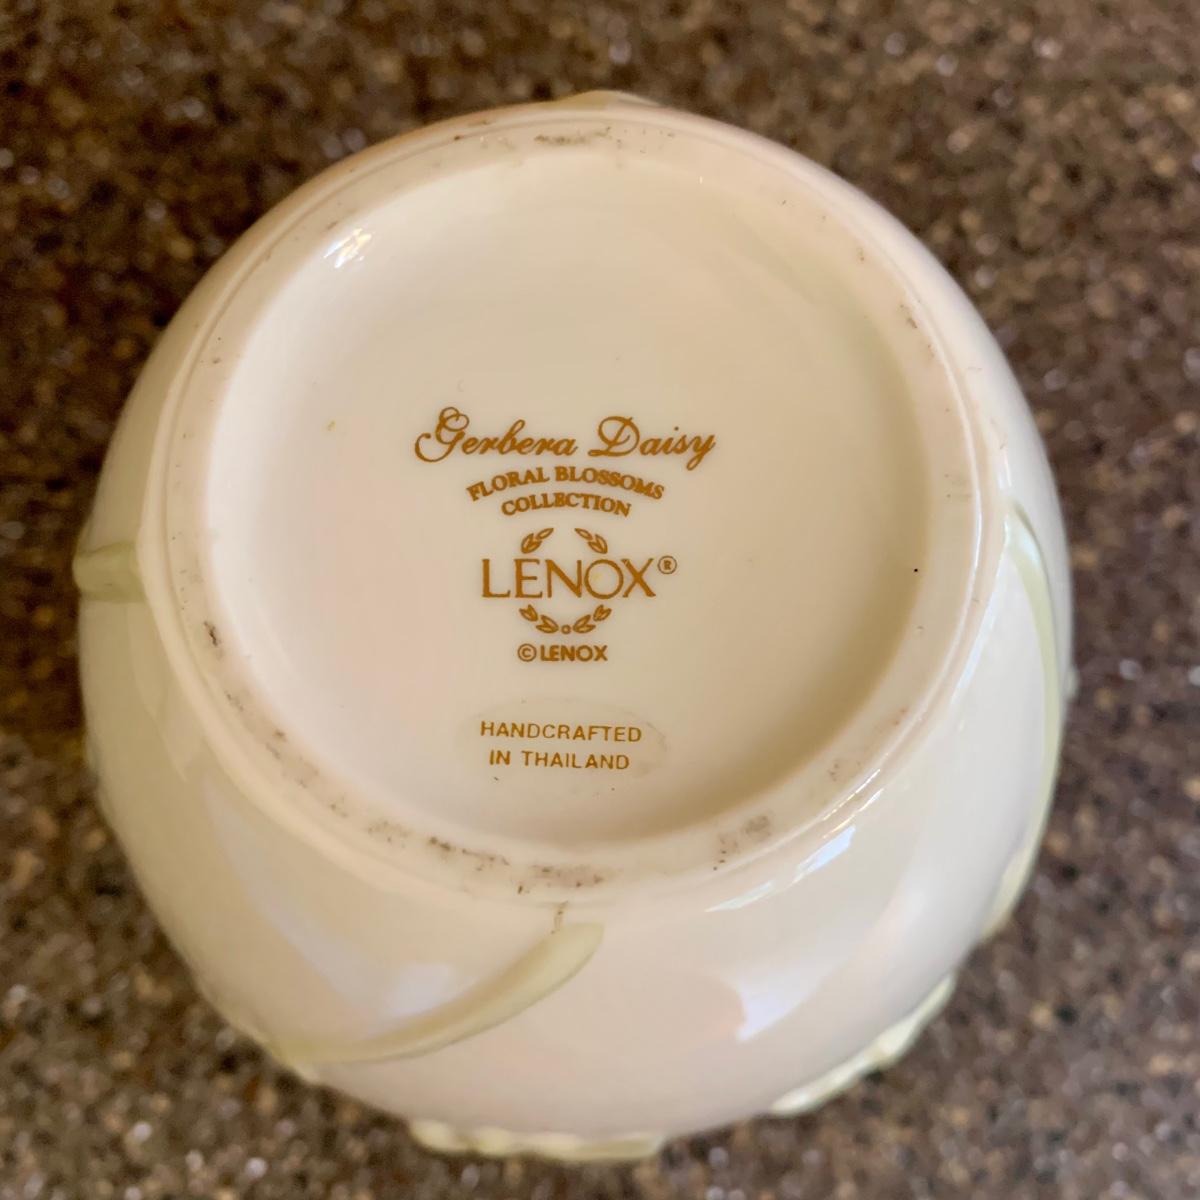 Gerbera Daisy
FLORAL BLOSSOMS
COLLECTION
LENOX®
© LENOX
HANDCRAFTED
IN THAILAND